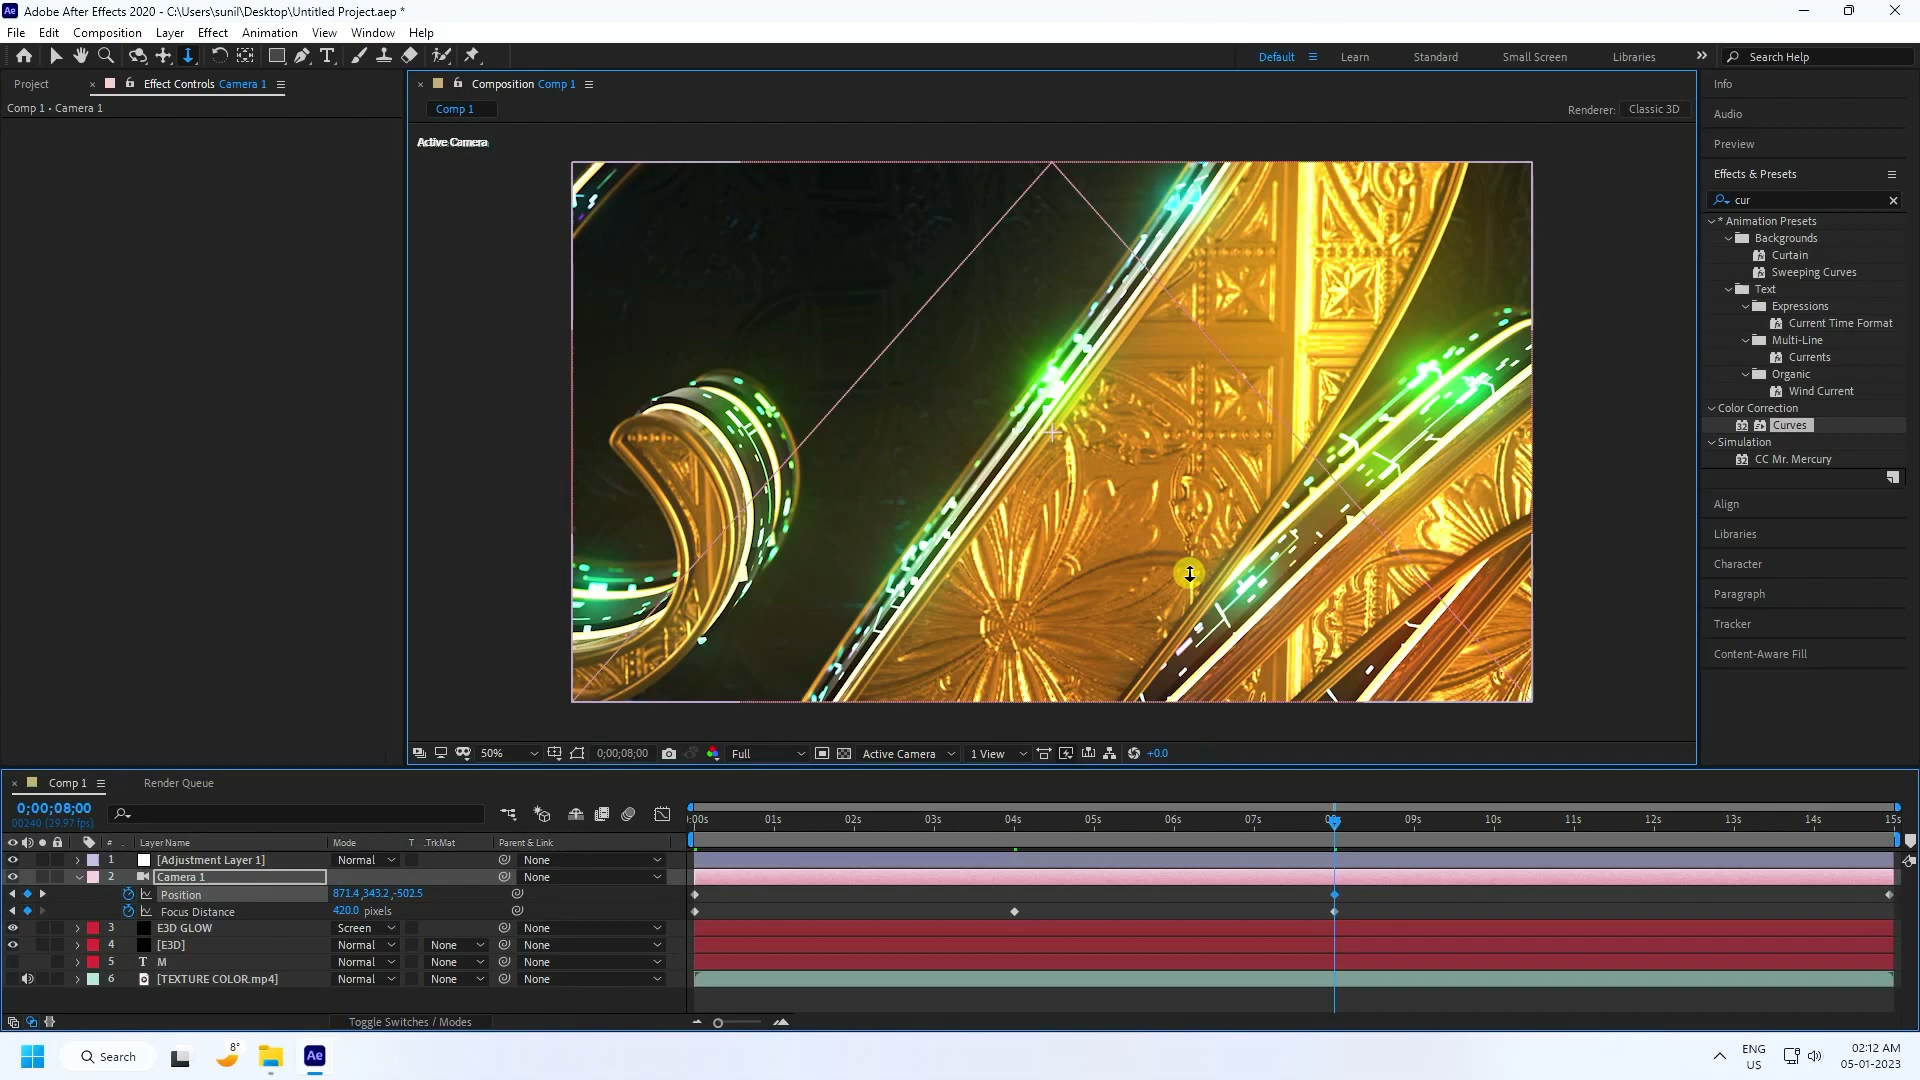 Adobe After Effects 2020 - C:\Users\sunil\Desktop\Untitled Project.aep *
File Edit Composition Layer Effect Animation View Window Help
Default Learn Standard Small Screen Libraries Search Help
Project Effect Controls Camera 1
Comp 1 • Camera 1
Composition Comp 1
Comp 1
Renderer: Classic 3D
Active Camera
Info
Audio
Preview
Effects & Presets
cur
* Animation Presets
Backgrounds
Curtain
Sweeping Curves
Text
Expressions
Current Time Format
Multi-Line
Currents
Organic
Wind Current
Color Correction
32 Curves
Simulation
32 CC Mr. Mercury
Align
Libraries
Character
Paragraph
Tracker
Content-Aware Fill
50% 0;00;08;00 Full Active Camera 1 View +0.0
Comp 1 Render Queue
0;00;08;00
00240 (29.97 fps)
:00s 01s 02s 03s 04s 05s 06s 07s 09s 10s 11s 12s 13s 14s 15s
# Layer Name Mode T .TrkMat Parent & Link
1 [Adjustment Layer 1] Normal None
2 Camera 1 None
Position 871.4,343.2,-502.5
Focus Distance 420.0 pixels
3 E3D GLOW Screen None
4 [E3D] Normal None None
5 T M Normal None None
6 [TEXTURE COLOR.mp4] Normal None None
Toggle Switches / Modes
Search 8° Ae ENG US 02:12 AM 05-01-2023